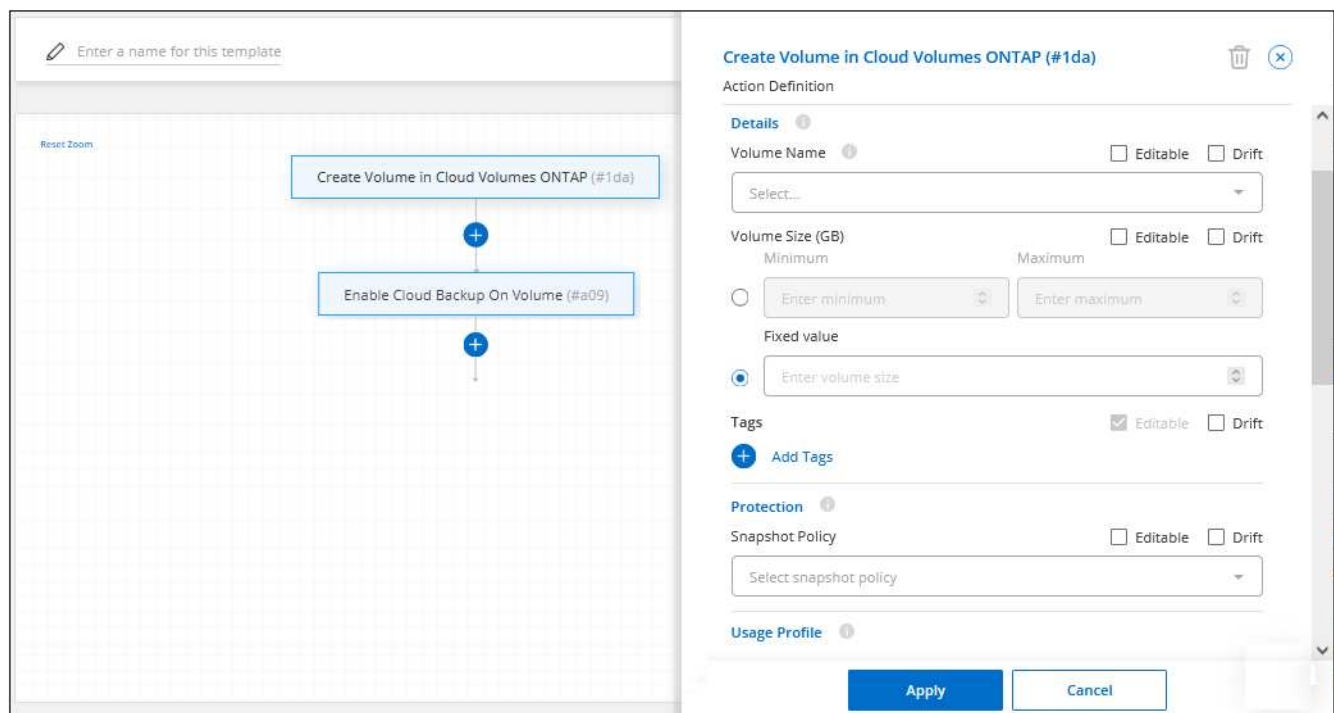 Enter a name for this template
Reset Zoom
Create Volume in Cloud Volumes ONTAP (#1da)
Enable Cloud Backup On Volume (#a09)
Create Volume in Cloud Volumes ONTAP (#1da)
Action Definition
Details
Volume Name Editable Drift
Select...
Volume Size (GB) Editable Drift
Minimum Maximum
Enter minimum Enter maximum
Fixed value
Enter volume size
Tags Editable Drift
Add Tags
Protection
Snapshot Policy Editable Drift
Select snapshot policy
Usage Profile
Apply Cancel